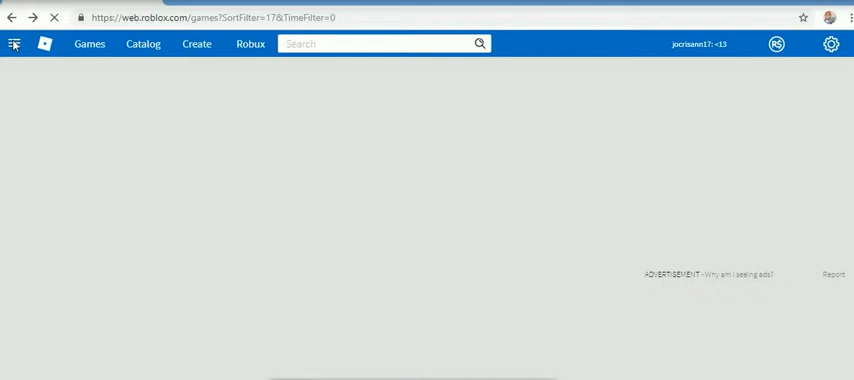 https://web.roblox.com/games?SortFilter=17&TimeFilter=0
Games Catalog Create Robux Search jocrisann17: <13 R$
ADVERTISEMENT - Why am I seeing ads? Report